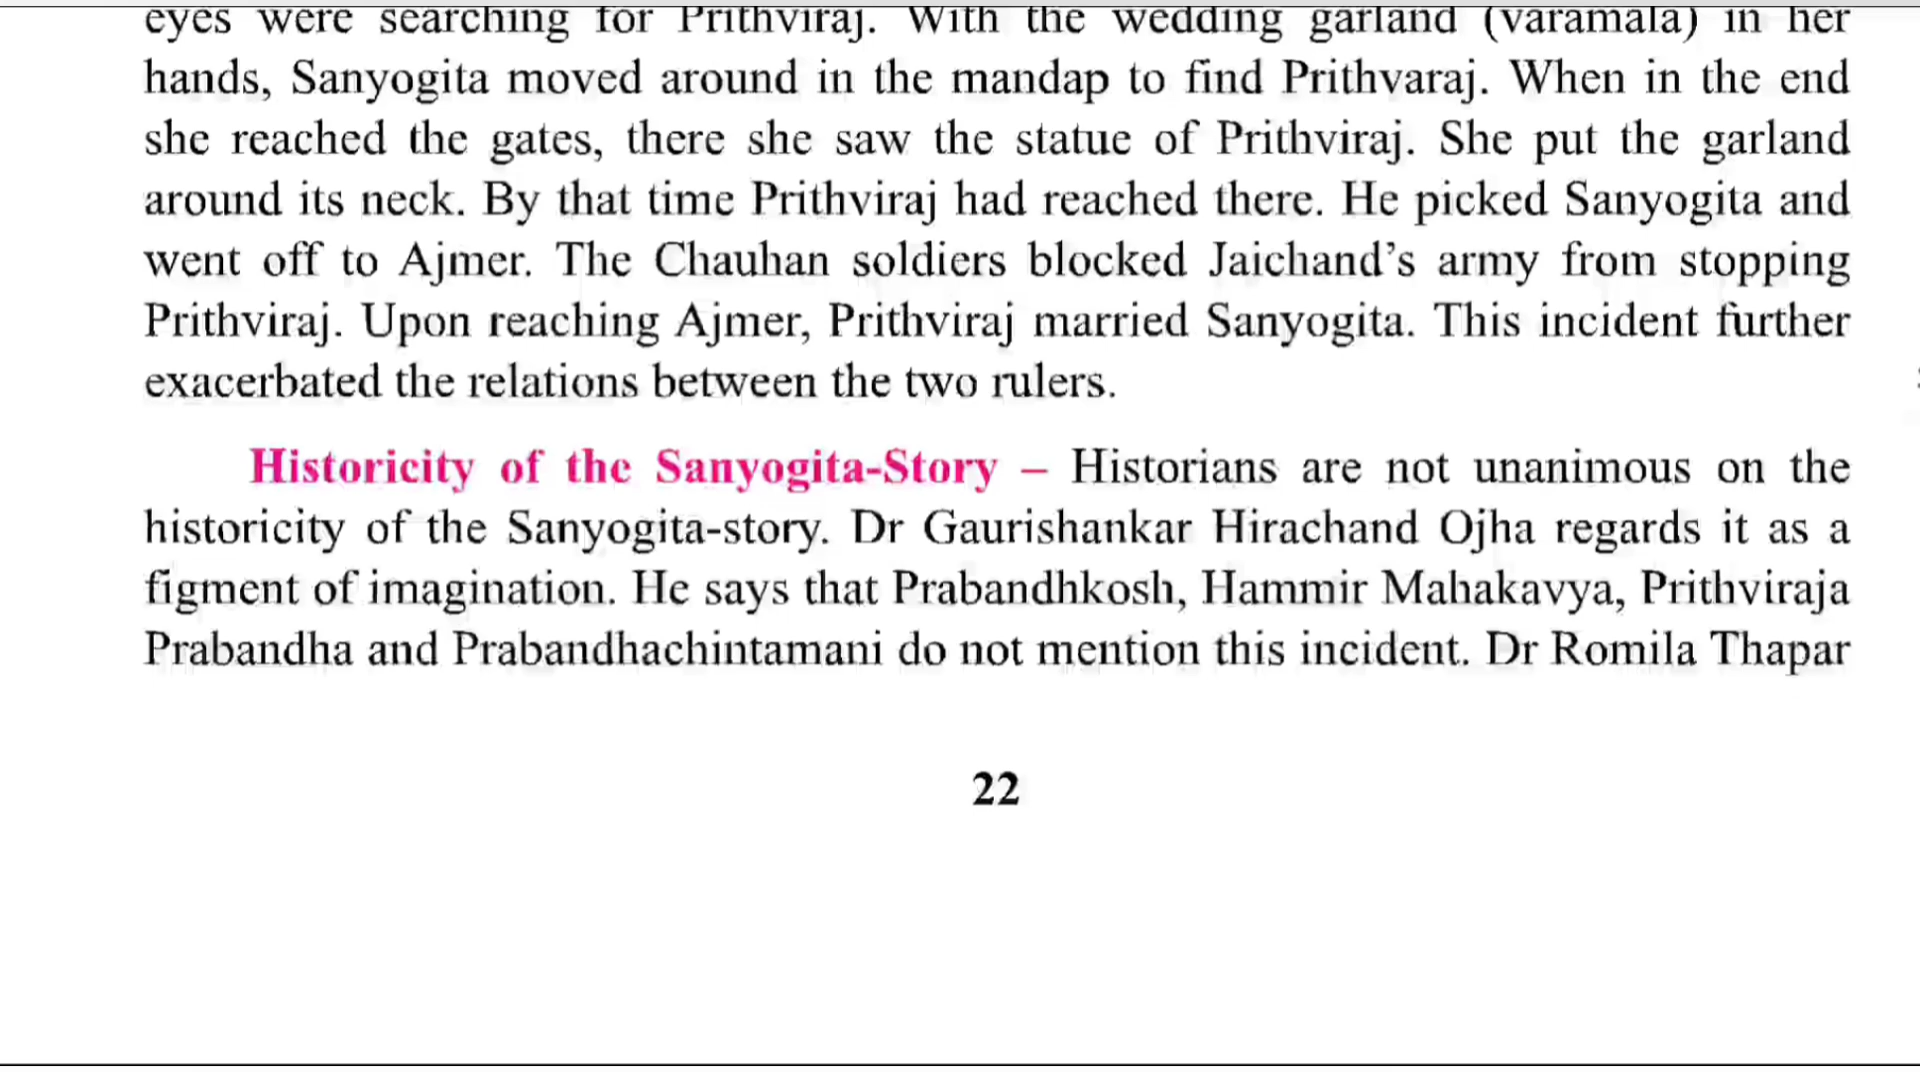 eyes were searching for Prithviraj. With the wedding garland (varamala) in her
hands, Sanyogita moved around in the mandap to find Prithvaraj. When in the end
she reached the gates, there she saw the statue of Prithviraj. She put the garland
around its neck. By that time Prithviraj had reached there. He picked Sanyogita and
went off to Ajmer. The Chauhan soldiers blocked Jaichand’s army from stopping
Prithviraj. Upon reaching Ajmer, Prithviraj married Sanyogita. This incident further
exacerbated the relations between the two rulers.
Historicity of the Sanyogita-Story – Historians are not unanimous on the
historicity of the Sanyogita-story. Dr Gaurishankar Hirachand Ojha regards it as a
figment of imagination. He says that Prabandhkosh, Hammir Mahakavya, Prithviraja
Prabandha and Prabandhachintamani do not mention this incident. Dr Romila Thapar
22